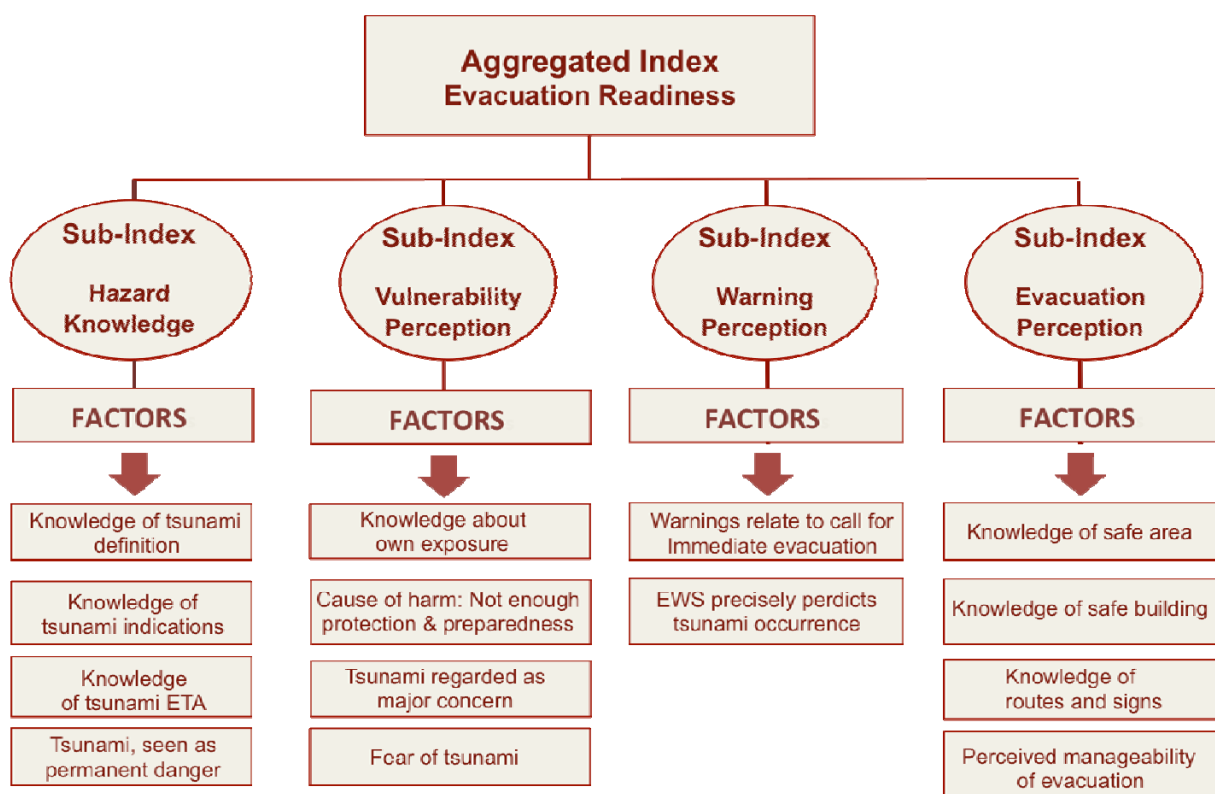 Aggregated Index
Evacuation Readiness
Sub-Index
Hazard
Knowledge
Sub-Index
Vulnerability
Perception
Sub-Index
Warning
Perception
Sub-Index
Evacuation
Perception
FACTORS
FACTORS
FACTORS
FACTORS
Knowledge of tsunami
definition
Knowledge of
tsunami indications
Knowledge
of tsunami ETA
Tsunami, seen as
permanent danger
Knowledge about
own exposure
Cause of harm: Not enough
protection & preparedness
Tsunami regarded as
major concern
Fear of tsunami
Warnings relate to call for
Immediate evacuation
EWS precisely perdicts
tsunami occurrence
Knowledge of safe area
Knowledge of safe building
Knowledge of
routes and signs
Perceived manageability
of evacuation